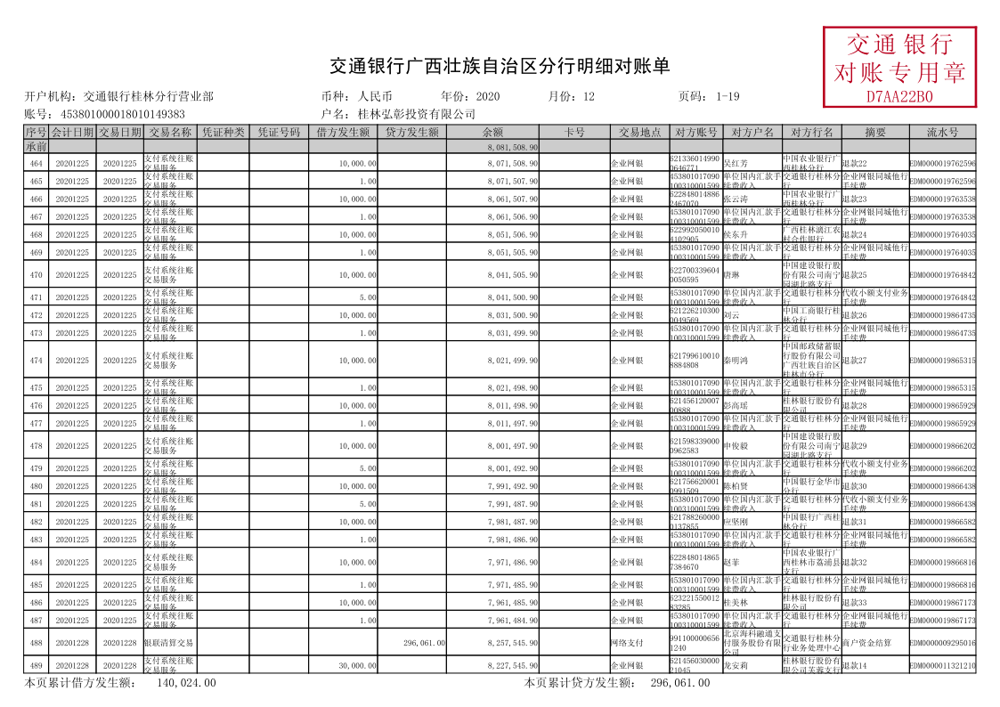 交通银行
对账专用章
D7AA22B0
交通银行广西壮族自治区分行明细对账单
开户机构: 交通银行桂林分行营业部 币种: 人民币 年份: 2020 月份: 12 页码: 1-19
账号: 453801000018010149383 户名: 桂林弘彰投资有限公司
序号 会计日期 交易日期 交易名称 凭证种类 凭证号码 借方发生额 贷方发生额 余额 卡号 交易地点 对方账号 对方户名 对方行名 摘要 流水号
承前 8,081,508.90
464 20201225 20201225 支付系统往账交易服务 10,000.00 8,071,508.90 企业网银 6213360149900646771 吴红芳 中国农业银行广西桂林分行 退款22 EDM0000019762596
465 20201225 20201225 支付系统往账交易服务 1.00 8,071,507.90 企业网银 453801017090100310001599 单位国内汇款手续费收入 交通银行桂林分行 企业网银同城他行手续费 EDM0000019762596
466 20201225 20201225 支付系统往账交易服务 10,000.00 8,061,507.90 企业网银 6228480148862467070 张云涛 中国农业银行广西桂林分行 退款23 EDM0000019763538
467 20201225 20201225 支付系统往账交易服务 1.00 8,061,506.90 企业网银 453801017090100310001599 单位国内汇款手续费收入 交通银行桂林分行 企业网银同城他行手续费 EDM0000019763538
468 20201225 20201225 支付系统往账交易服务 10,000.00 8,051,506.90 企业网银 6229920500104102905 侯东升 广西桂林漓江农村合作银行 退款24 EDM0000019764035
469 20201225 20201225 支付系统往账交易服务 1.00 8,051,505.90 企业网银 453801017090100310001599 单位国内汇款手续费收入 交通银行桂林分行 企业网银同城他行手续费 EDM0000019764035
470 20201225 20201225 支付系统往账交易服务 10,000.00 8,041,505.90 企业网银 6227003396040050595 唐琳 中国建设银行股份有限公司南宁园湖北路支行 退款25 EDM0000019764842
471 20201225 20201225 支付系统往账交易服务 5.00 8,041,500.90 企业网银 453801017090100310001599 单位国内汇款手续费收入 交通银行桂林分行 代收小额支付业务手续费 EDM0000019764842
472 20201225 20201225 支付系统往账交易服务 10,000.00 8,031,500.90 企业网银 6212262103000049569 刘云 中国工商银行桂林分行 退款26 EDM0000019864735
473 20201225 20201225 支付系统往账交易服务 1.00 8,031,499.90 企业网银 453801017090100310001599 单位国内汇款手续费收入 交通银行桂林分行 企业网银同城他行手续费 EDM0000019864735
474 20201225 20201225 支付系统往账交易服务 10,000.00 8,021,499.90 企业网银 6217996100108884808 秦明鸿 中国邮政储蓄银行股份有限公司广西壮族自治区桂林市分行 退款27 EDM0000019865315
475 20201225 20201225 支付系统往账交易服务 1.00 8,021,498.90 企业网银 453801017090100310001599 单位国内汇款手续费收入 交通银行桂林分行 企业网银同城他行手续费 EDM0000019865315
476 20201225 20201225 支付系统往账交易服务 10,000.00 8,011,498.90 企业网银 62145612000700888 彭高瑶 桂林银行股份有限公司 退款28 EDM0000019865929
477 20201225 20201225 支付系统往账交易服务 1.00 8,011,497.90 企业网银 453801017090100310001599 单位国内汇款手续费收入 交通银行桂林分行 企业网银同城他行手续费 EDM0000019865929
478 20201225 20201225 支付系统往账交易服务 10,000.00 8,001,497.90 企业网银 6215983390000962583 申俊毅 中国建设银行股份有限公司南宁园湖北路支行 退款29 EDM0000019866202
479 20201225 20201225 支付系统往账交易服务 5.00 8,001,492.90 企业网银 453801017090100310001599 单位国内汇款手续费收入 交通银行桂林分行 代收小额支付业务手续费 EDM0000019866202
480 20201225 20201225 支付系统往账交易服务 10,000.00 7,991,492.90 企业网银 6217566200010991509 陈柏贤 中国银行金华市分行 退款30 EDM0000019866438
481 20201225 20201225 支付系统往账交易服务 5.00 7,991,487.90 企业网银 453801017090100310001599 单位国内汇款手续费收入 交通银行桂林分行 代收小额支付业务手续费 EDM0000019866438
482 20201225 20201225 支付系统往账交易服务 10,000.00 7,981,487.90 企业网银 6217882600000137855 应坚刚 中国银行广西桂林分行 退款31 EDM0000019866582
483 20201225 20201225 支付系统往账交易服务 1.00 7,981,486.90 企业网银 453801017090100310001599 单位国内汇款手续费收入 交通银行桂林分行 企业网银同城他行手续费 EDM0000019866582
484 20201225 20201225 支付系统往账交易服务 10,000.00 7,971,486.90 企业网银 6228480148657384670 赵菲 中国农业银行广西桂林市荔浦县支行 退款32 EDM0000019866816
485 20201225 20201225 支付系统往账交易服务 1.00 7,971,485.90 企业网银 453801017090100310001599 单位国内汇款手续费收入 交通银行桂林分行 企业网银同城他行手续费 EDM0000019866816
486 20201225 20201225 支付系统往账交易服务 10,000.00 7,961,485.90 企业网银 62322155001283285 桂美林 桂林银行股份有限公司 退款33 EDM0000019867173
487 20201225 20201225 支付系统往账交易服务 1.00 7,961,484.90 企业网银 453801017090100310001599 单位国内汇款手续费收入 交通银行桂林分行 企业网银同城他行手续费 EDM0000019867173
488 20201228 20201228 银联清算交易 296,061.00 8,257,545.90 网络支付 9911000006561240 北京海科融通支付服务股份有限公司 交通银行桂林分行业务处理中心 商户资金结算 EDM0000009295016
489 20201228 20201228 支付系统往账交易服务 30,000.00 8,227,545.90 企业网银 62145603000021045 龙安莉 桂林银行股份有限公司芙蓉支行 退款14 EDM0000011321210
本页累计借方发生额: 140,024.00 本页累计贷方发生额: 296,061.00